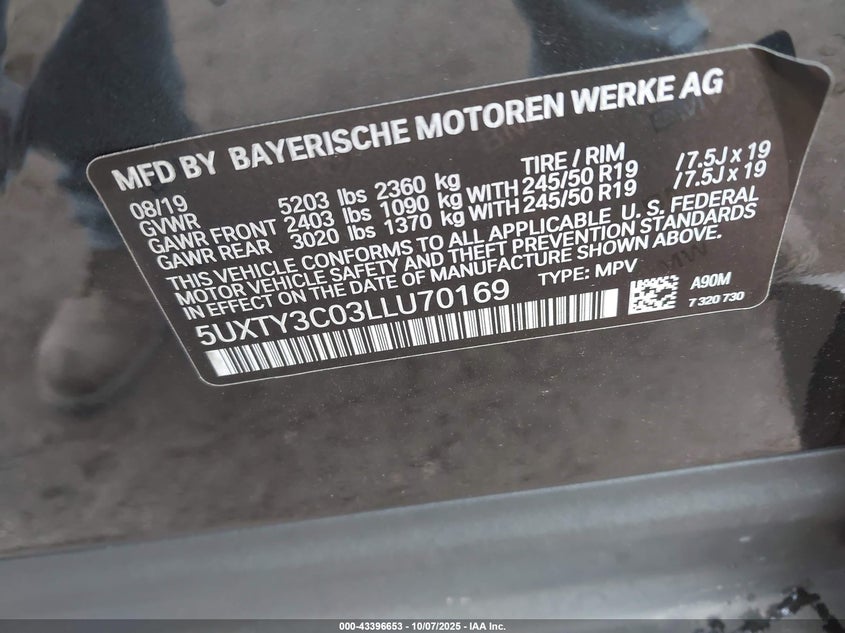 MFD BY BAYERISCHE MOTOREN WERKE AG
08/19 TIRE / RIM
GVWR 5203 lbs 2360 kg
GAWR FRONT 2403 lbs 1090 kg WITH 245/50 R19 /7.5J x 19
GAWR REAR 3020 lbs 1370 kg WITH 245/50 R19 /7.5J x 19
THIS VEHICLE CONFORMS TO ALL APPLICABLE U. S. FEDERAL
MOTOR VEHICLE SAFETY AND THEFT PREVENTION STANDARDS
IN EFFECT ON THE DATE OF MANUFACTURE SHOWN ABOVE.
5UXTY3C03LLU70169 TYPE: MPV
A90M
7 320 730
000-43396653 - 10/07/2025 - IAA Inc.